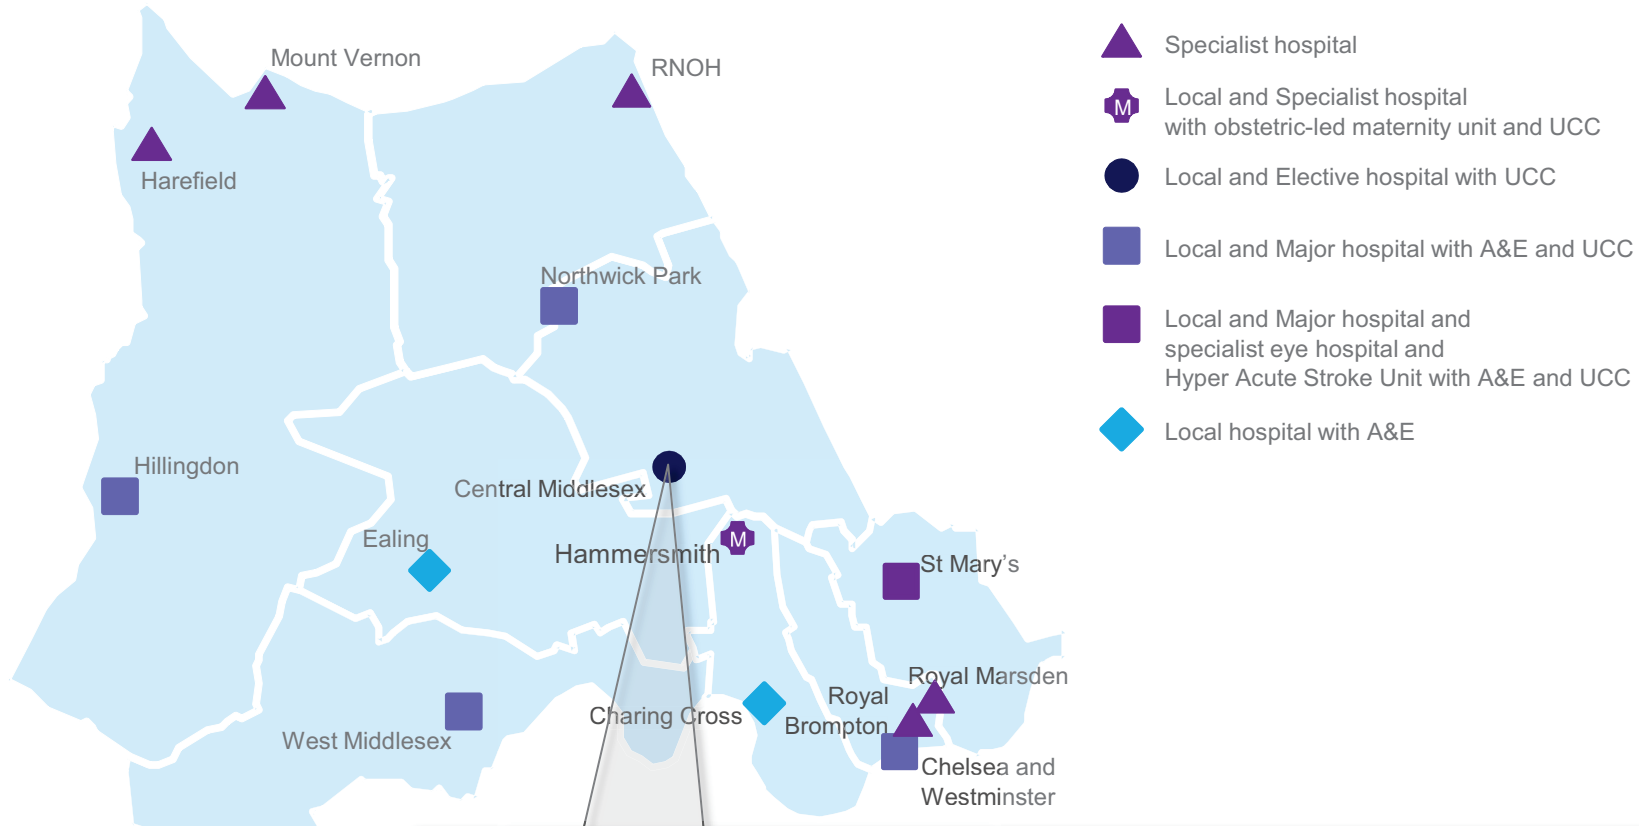 Mount Vernon
RNOH
Harefield
Northwick Park
Hillingdon
Central Middlesex
Ealing
Hammersmith
M
St Mary’s
Royal Marsden
Royal
Brompton
Charing Cross
West Middlesex
Chelsea and
Westminster
Specialist hospital
M
Local and Specialist hospital
with obstetric-led maternity unit and UCC
Local and Elective hospital with UCC
Local and Major hospital with A&E and UCC
Local and Major hospital and
specialist eye hospital and
Hyper Acute Stroke Unit with A&E and UCC
Local hospital with A&E